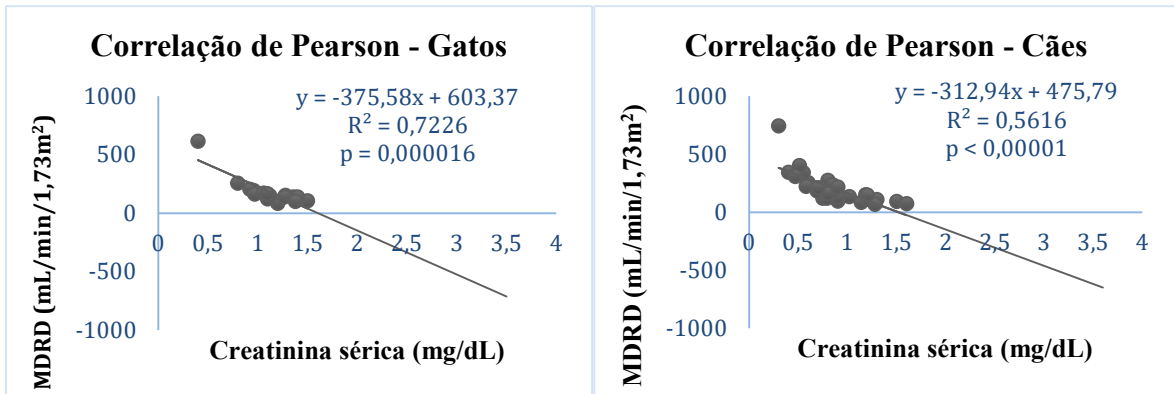 Correlação de Pearson - Gatos
y = -375,58x + 603,37
R² = 0,7226
p = 0,000016
MDRD (mL/min/1,73m²)
1000
500
0
-500
-1000
0 0,5 1 1,5 2 2,5 3 3,5 4
Creatinina sérica (mg/dL)
Correlação de Pearson - Cães
y = -312,94x + 475,79
R² = 0,5616
p < 0,00001
MDRD (mL/min/1,73m²)
1000
500
0
-500
-1000
0 0,5 1 1,5 2 2,5 3 3,5 4
Creatinina sérica (mg/dL)